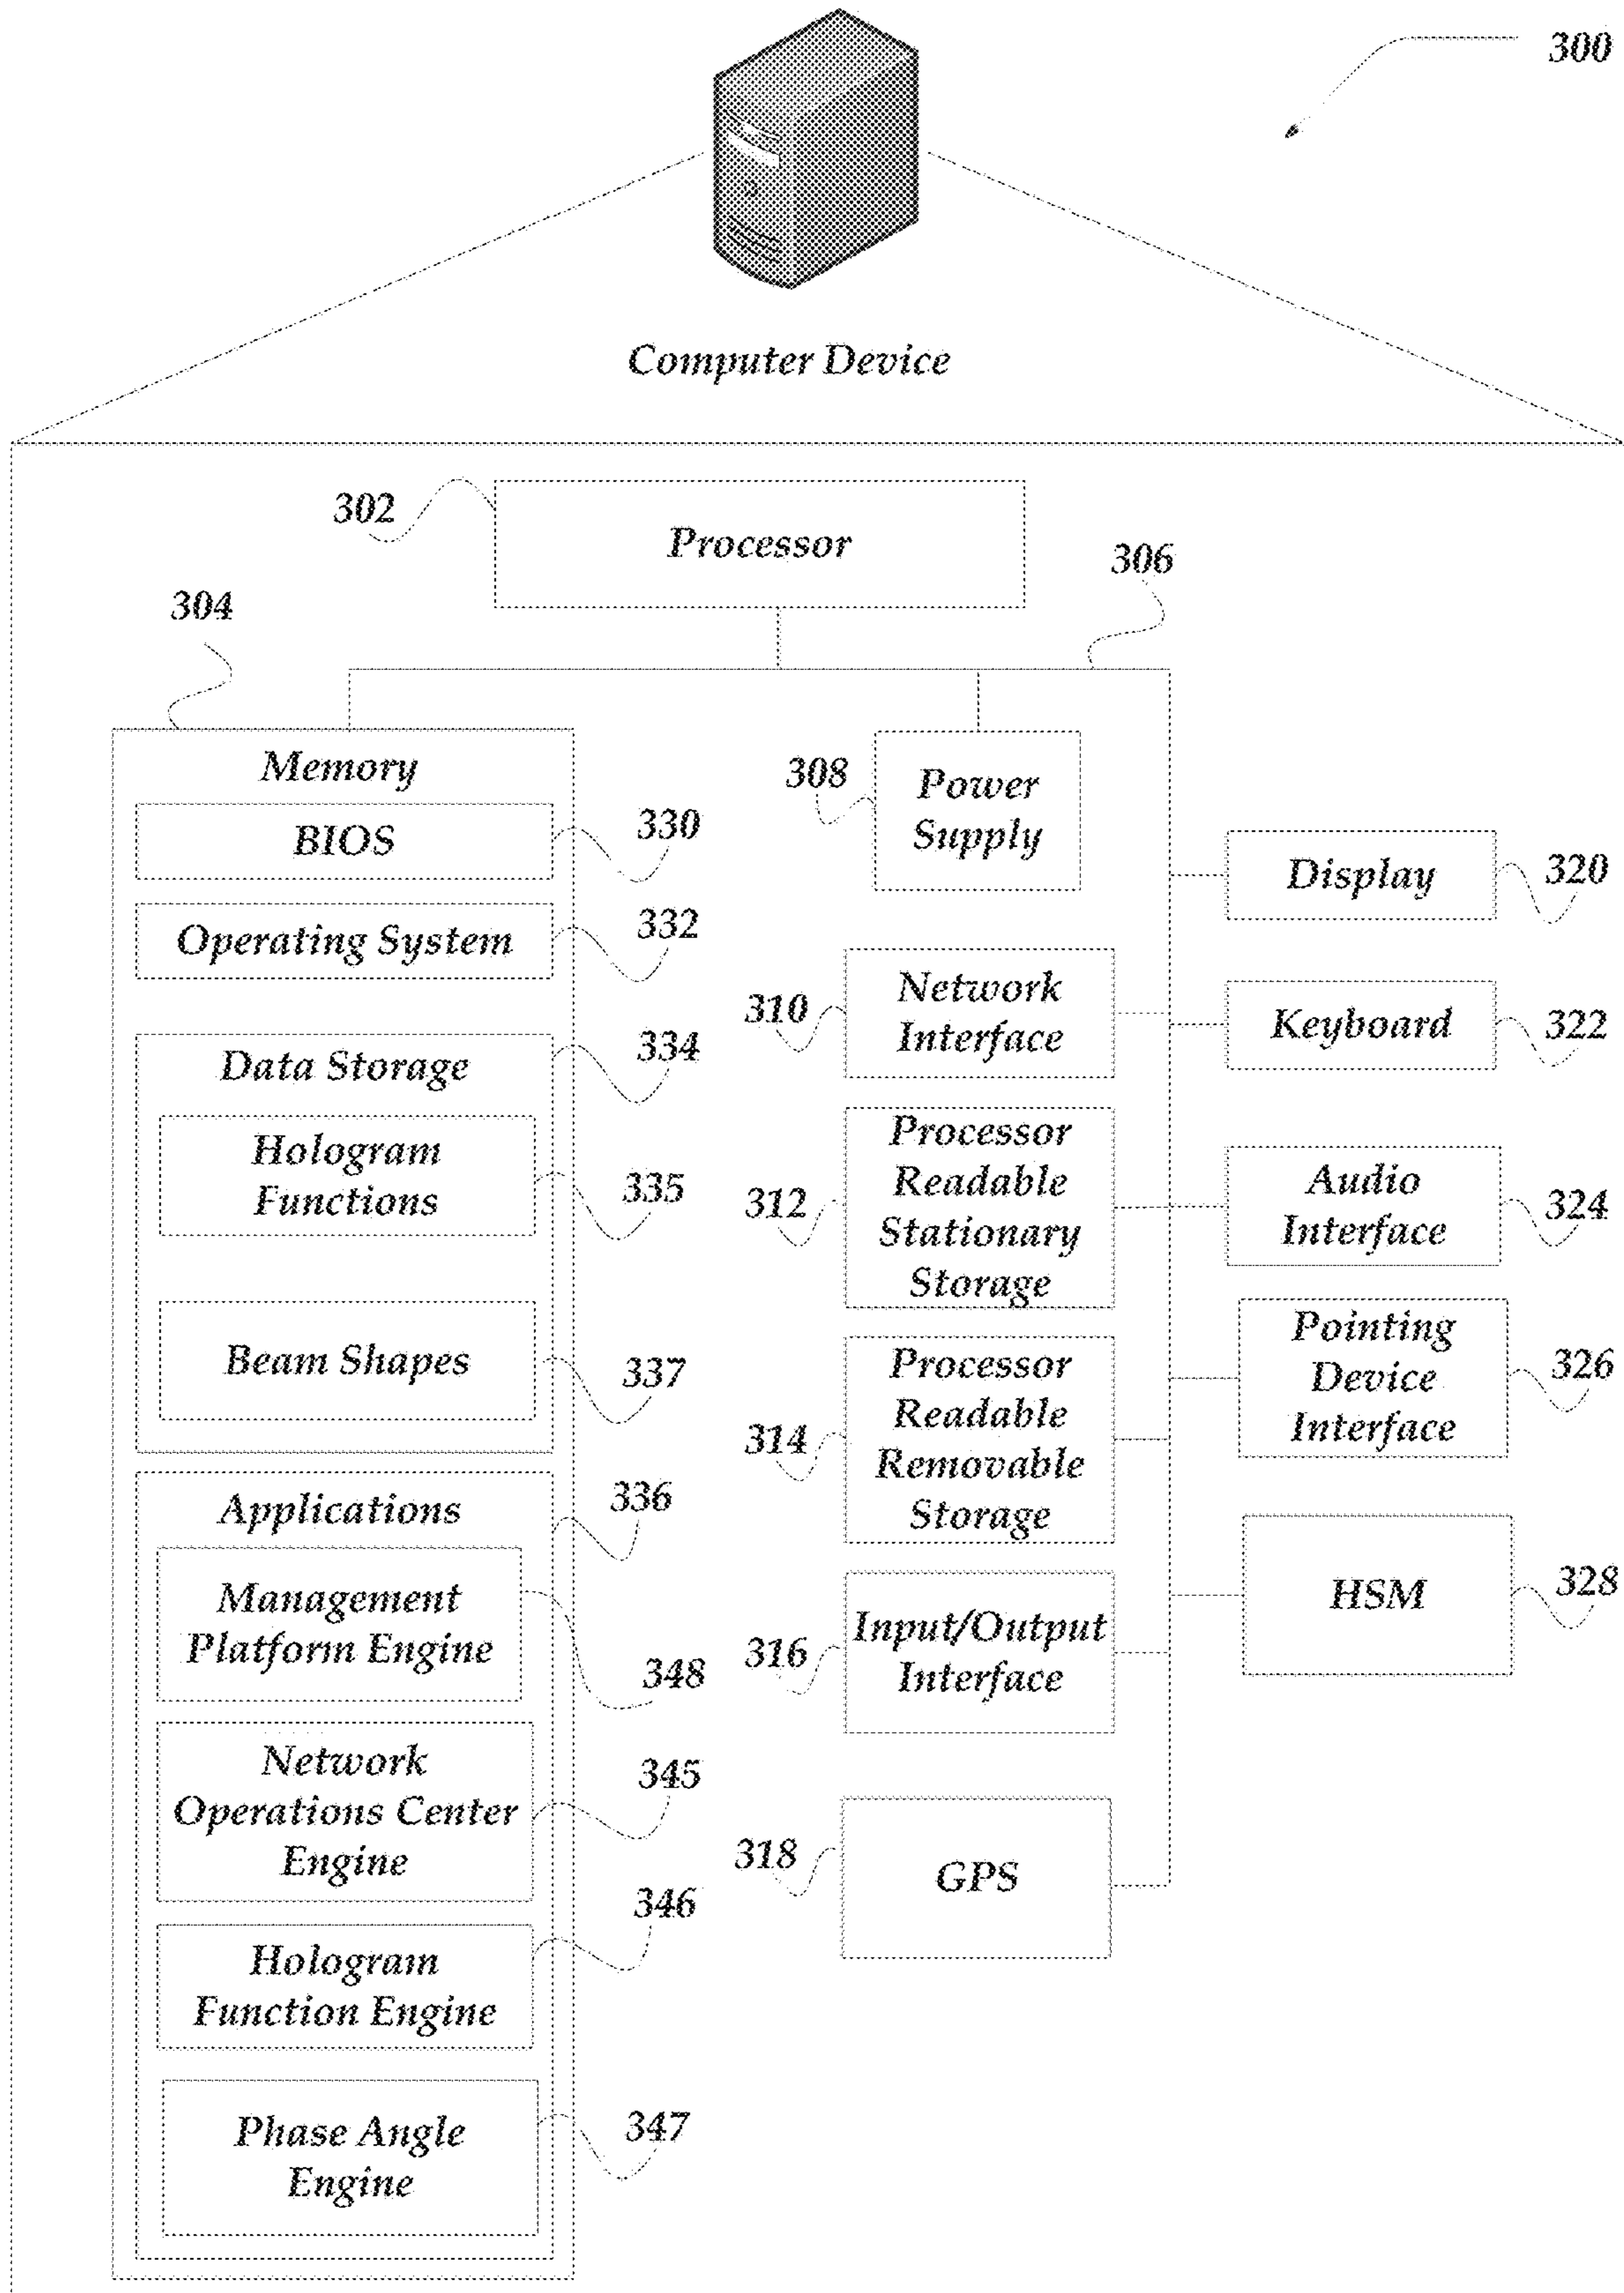 300
Computer Device
302
Processor
306
304
Memory
BIOS
330
Operating System
332
Data Storage
334
Hologram
Functions
335
Beam Shapes
337
Applications
336
Management
Platform Engine
348
Network
Operations Center
Engine
345
Hologram
Function Engine
346
Phase Angle
Engine
347
308
Power
Supply
310
Network
Interface
312
Processor
Readable
Stationary
Storage
314
Processor
Readable
Removable
Storage
316
Input/Output
Interface
318
GPS
Display
320
Keyboard
322
Audio
Interface
324
Pointing
Device
Interface
326
HSM
328